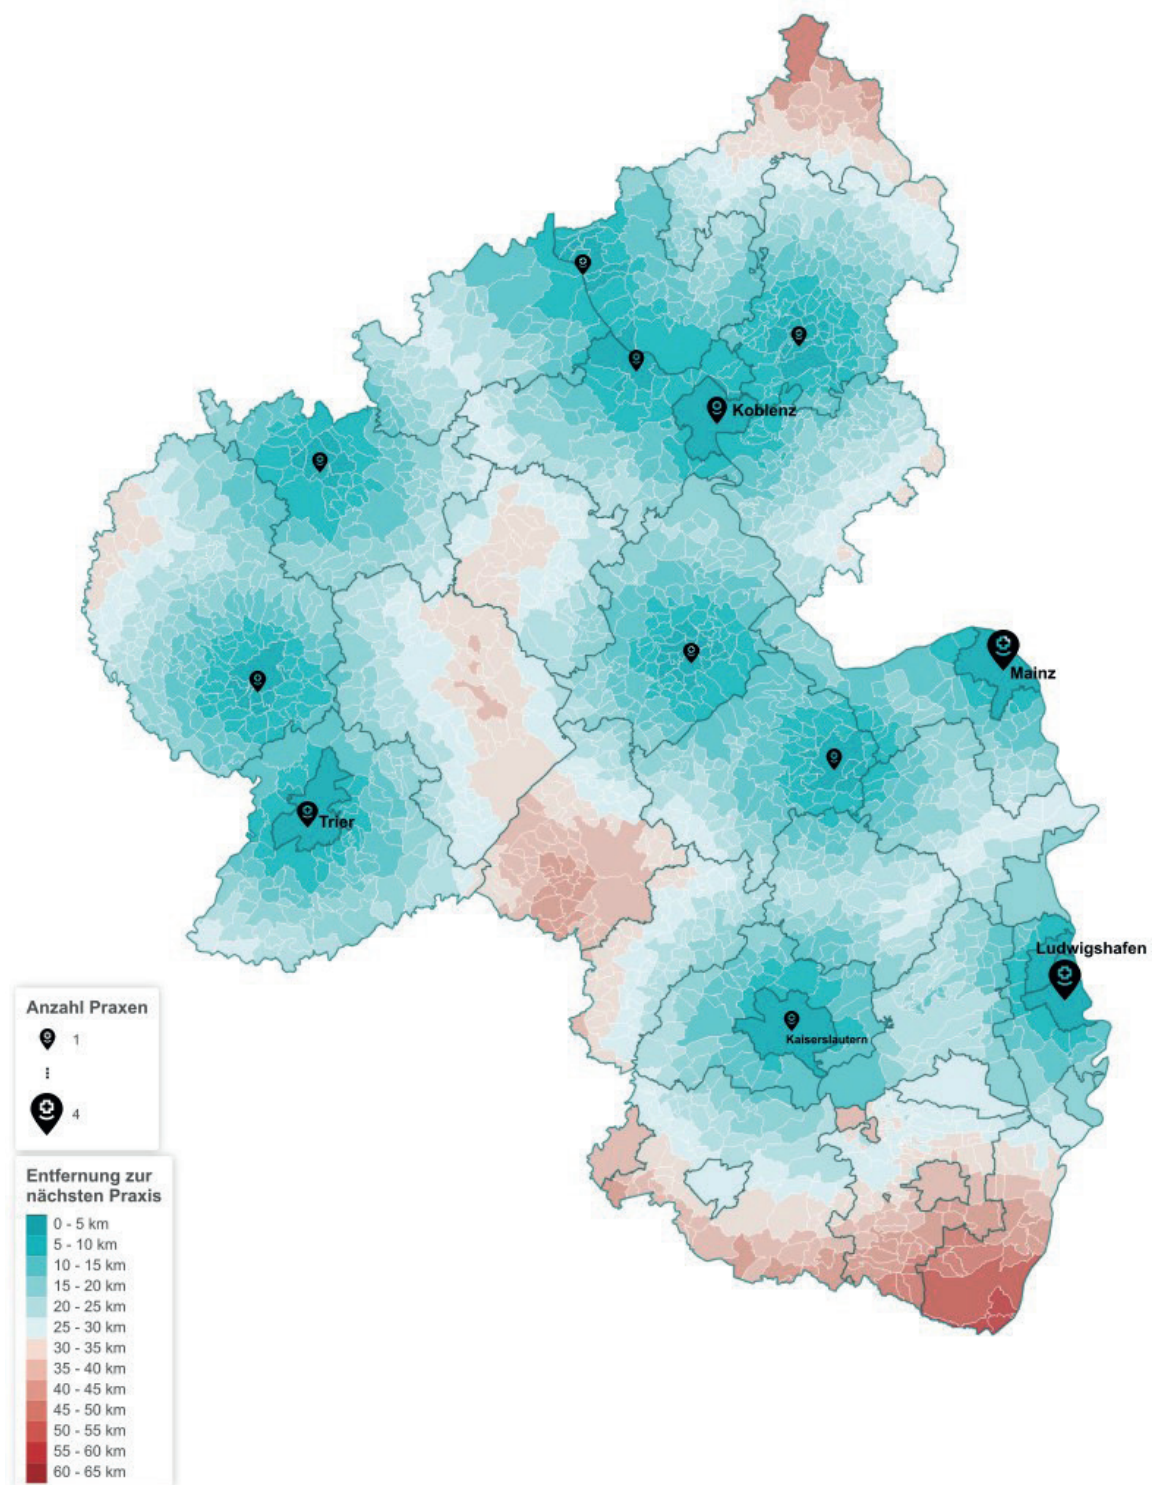 Koblenz
Mainz
Trier
Ludwigshafen
Kaiserslautern
Anzahl Praxen
1
4
Entfernung zur
nächsten Praxis
0 - 5 km
5 - 10 km
10 - 15 km
15 - 20 km
20 - 25 km
25 - 30 km
30 - 35 km
35 - 40 km
40 - 45 km
45 - 50 km
50 - 55 km
55 - 60 km
60 - 65 km